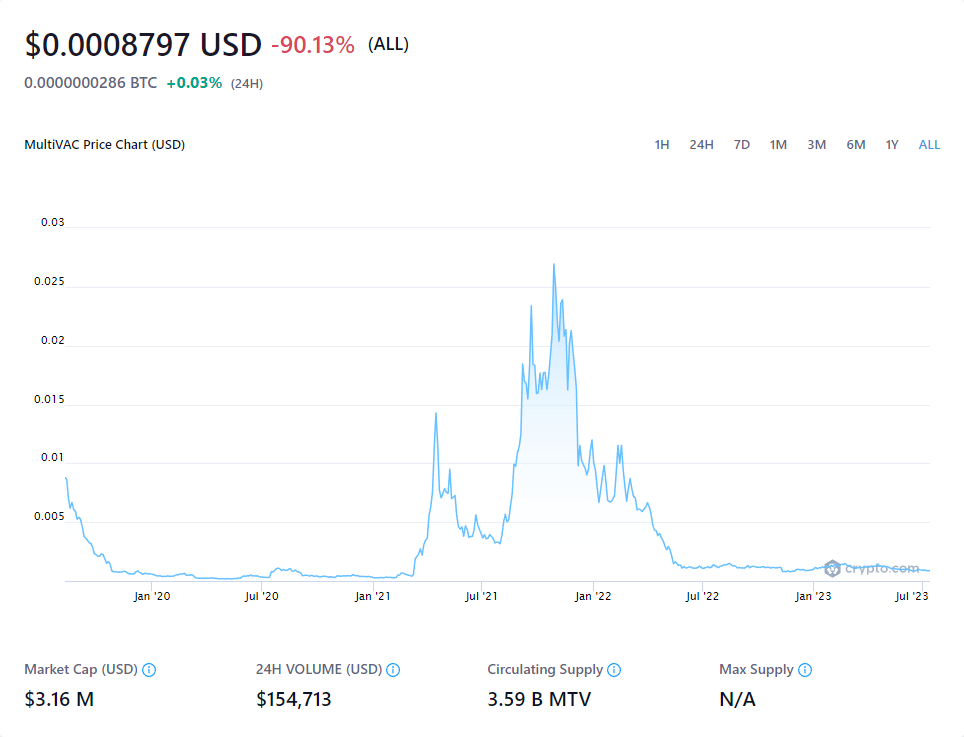 $0.0008797 USD -90.13% (ALL)
0.0000000286 BTC +0.03% (24H)
MultiVAC Price Chart (USD) 1H 24H 7D 1M 3M 6M 1Y ALL
0.03
0.025
0.02
0.015
0.01
0.005
crypto.com
Jan '20 Jul '20 Jan '21 Jul '21 Jan '22 Jul '22 Jan '23 Jul '23
Market Cap (USD) 24H VOLUME (USD) Circulating Supply Max Supply
$3.16 M $154,713 3.59 B MTV N/A